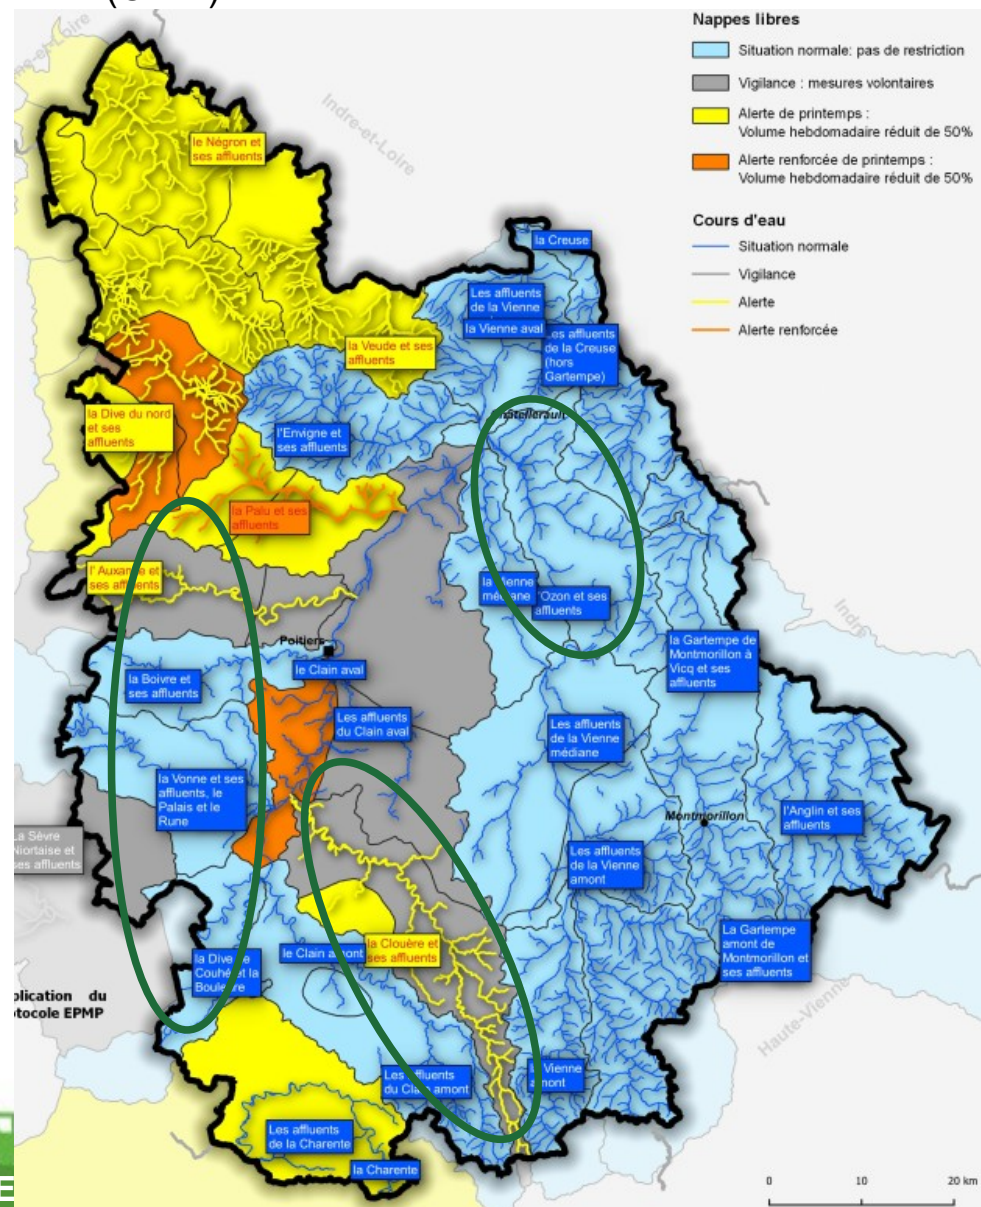 Nappes libres
Situation normale: pas de restriction
Vigilance : mesures volontaires
Alerte de printemps :
Volume hebdomadaire réduit de 50%
Alerte renforcée de printemps :
Volume hebdomadaire réduit de 50%
Cours d'eau
Situation normale
Vigilance
Alerte
Alerte renforcée
Indre-et-Loire
le Négron et
ses affluents
la Creuse
Les affluents
de la Vienne
la Vienne aval
Les affluents
de la Creuse
(hors
Gartempe)
la Veude et ses
affluents
Châtellerault
la Dive du nord
et ses
affluents
l'Envigne et
ses affluents
la Palu et ses
affluents
l'Auxance et
ses affluents
la Vienne
médiane
l'Ozon et ses
affluents
Indre
Poitiers
le Clain aval
la Gartempe de
Montmorillon à
Vicq et ses
affluents
la Boivre et
ses affluents
Les affluents
du Clain aval
Les affluents
de la Vienne
médiane
la Vonne et ses
affluents, le
Palais et le
Rune
Montmorillon
l'Anglin et ses
affluents
La Sèvre
Niortaise et
ses affluents
Les affluents
de la Vienne
amont
La Gartempe
amont de
Montmorillon et
ses affluents
la Clouère et
ses affluents
le Clain amont
la Dive de
Couhé et la
Bouleure
plication du
tocole EPMP
Haute-Vienne
Les affluents
du Clain amont
la Vienne
amont
Les affluents
de la Charente
la Charente
0 10 20 km